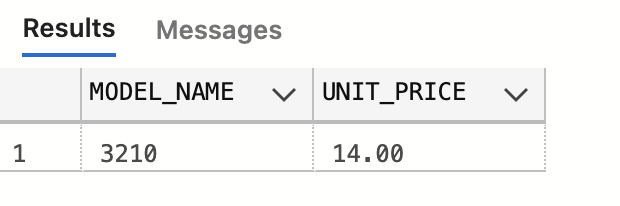 Results Messages
MODEL_NAME UNIT_PRICE
1 3210 14.00